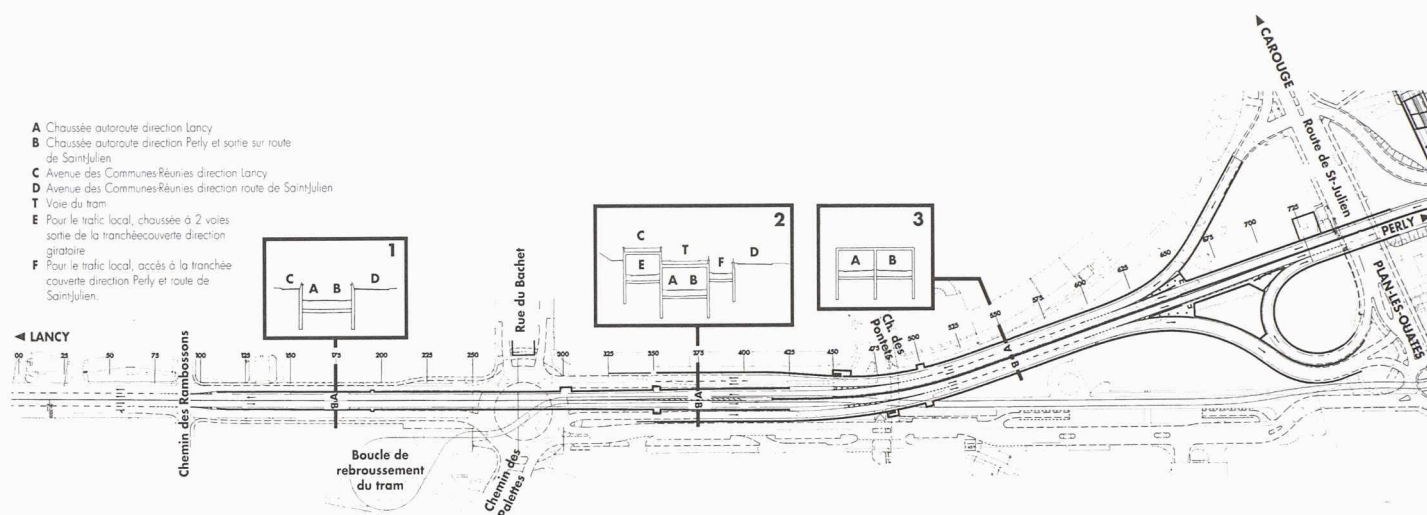 A Chaussée autoroute direction Lancy
B Chaussée autoroute direction Perly et sortie sur route
de Saint-Julien
C Avenue des Communes-Réunies direction Lancy
D Avenue des Communes-Réunies direction route de Saint-Julien
T Voie du tram
E Pour le trafic local, chaussée à 2 voies
sortie de la tranchéecouverte direction
giratoire
F Pour le trafic local, accès à la tranchée
couverte direction Perly et route de
Saint-Julien.
1
C A B D
2
C
T
E F D
A B
3
A B
CAROUGE
Route de St-Julien
PERLY
PLAN-LES-OUATES
LANCY
00 25 50 75 100 125 150 175 200 225 250 300 325 350 375 400 425 450 475 500 525 550 575 600 625 650 675 700
Chemin des Rambossons
Rue du Bachet
Ch. des
Pontets
A
B
A
B
A
B
Boucle de
rebroussement
du tram
Chemin des
Palettes